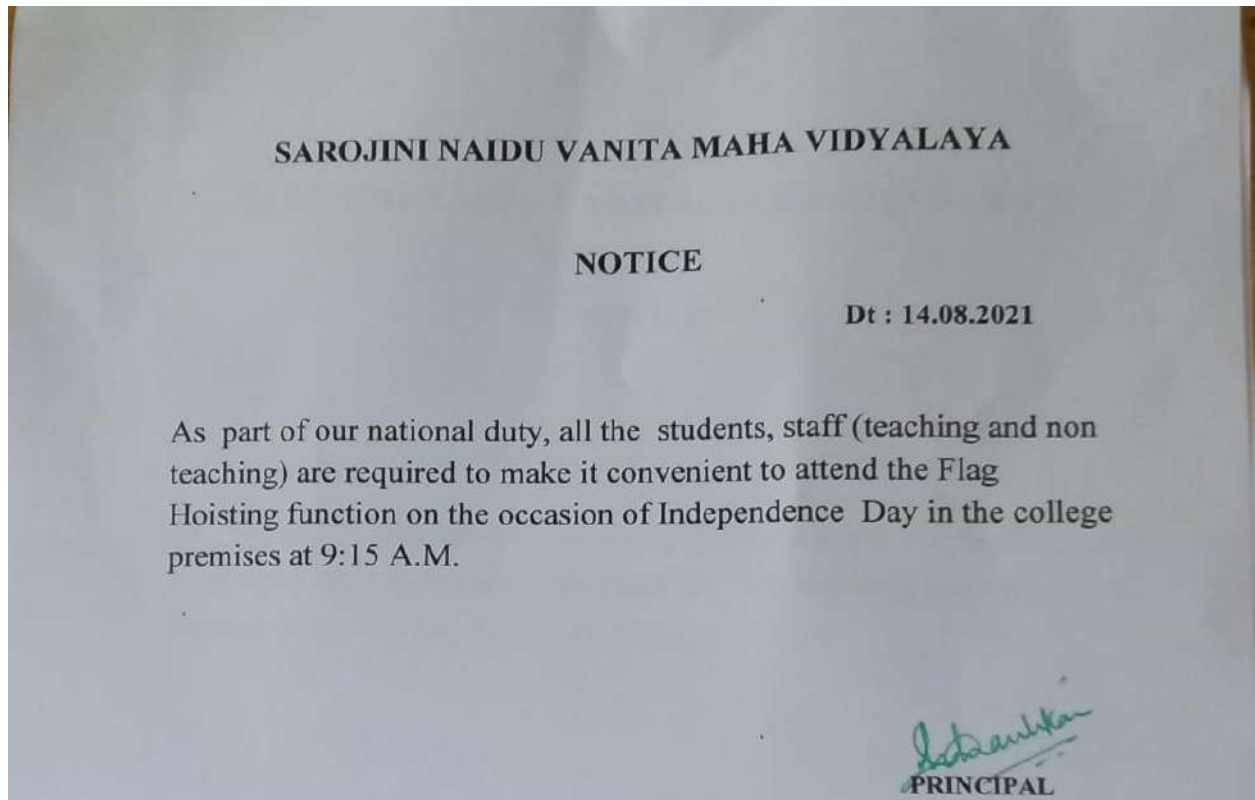 SAROJINI NAIDU VANITA MAHA VIDYALAYA
NOTICE
Dt : 14.08.2021
As part of our national duty, all the students, staff (teaching and non
teaching) are required to make it convenient to attend the Flag
Hoisting function on the occasion of Independence Day in the college
premises at 9:15 A.M.
PRINCIPAL